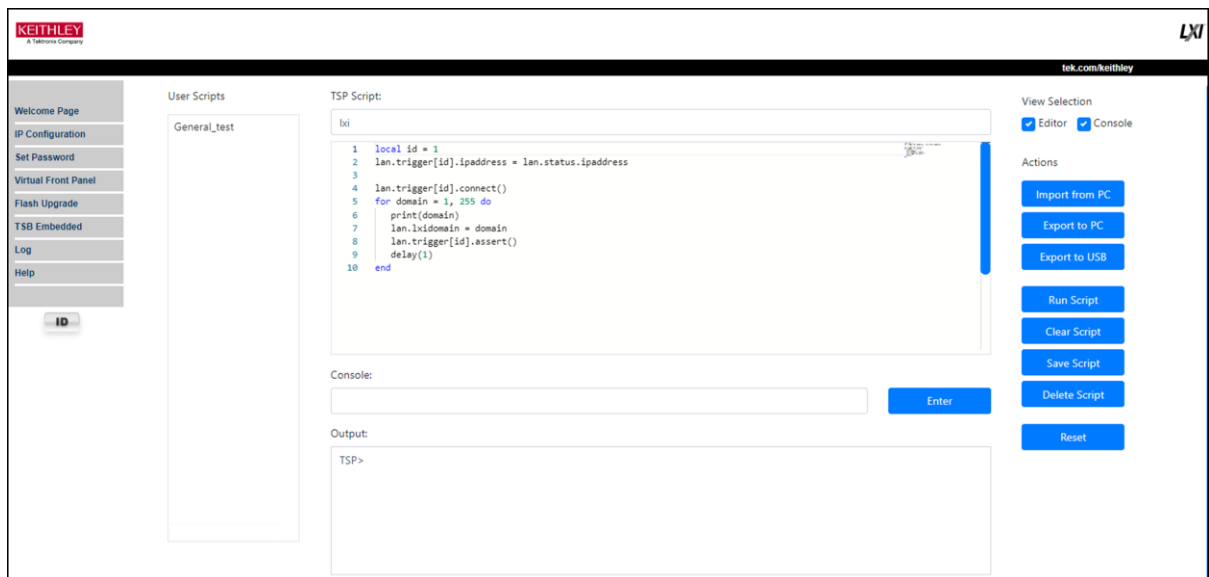 KEITHLEY
A Tektronix Company
LXI
tek.com/keithley
Welcome Page
IP Configuration
Set Password
Virtual Front Panel
Flash Upgrade
TSB Embedded
Log
Help
ID
User Scripts
General_test
TSP Script:
lxi
1 local id = 1
2 lan.trigger[id].ipaddress = lan.status.ipaddress
3
4 lan.trigger[id].connect()
5 for domain = 1, 255 do
6 print(domain)
7 lan.lxidomain = domain
8 lan.trigger[id].assert()
9 delay(1)
10 end
Console:
Enter
Output:
TSP>
View Selection
Editor Console
Actions
Import from PC
Export to PC
Export to USB
Run Script
Clear Script
Save Script
Delete Script
Reset